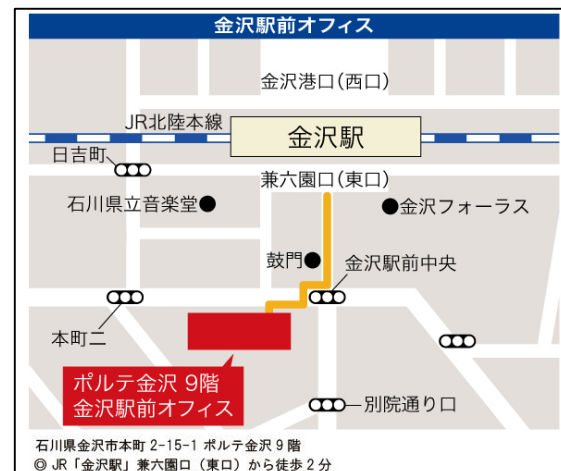 金沢駅前オフィス
金沢港口(西口)
JR北陸本線
金沢駅
日吉町
兼六園口(東口)
石川県立音楽堂
金沢フォーラス
鼓門
金沢駅前中央
本町二
ポルテ金沢 9階
金沢駅前オフィス
別院通り口
石川県金沢市本町 2-15-1 ポルテ金沢 9 階
◎ JR「金沢駅」兼六園口（東口）から徒歩 2 分